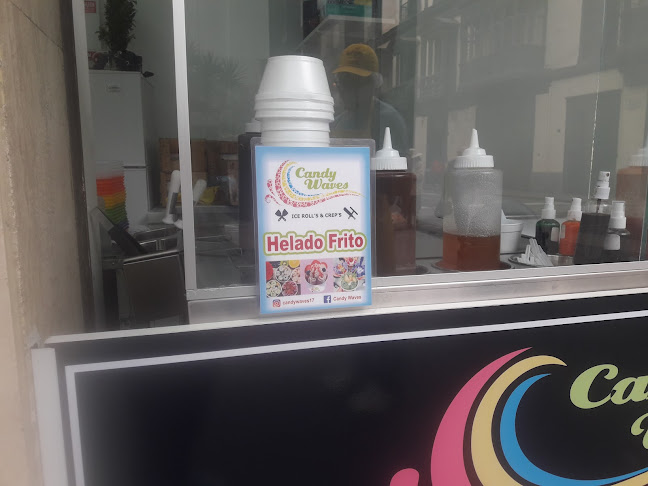 Candy
Waves
ICE ROLL'S & CREP'S
Helado Frito
candywaves17 Candy Waves
Ca